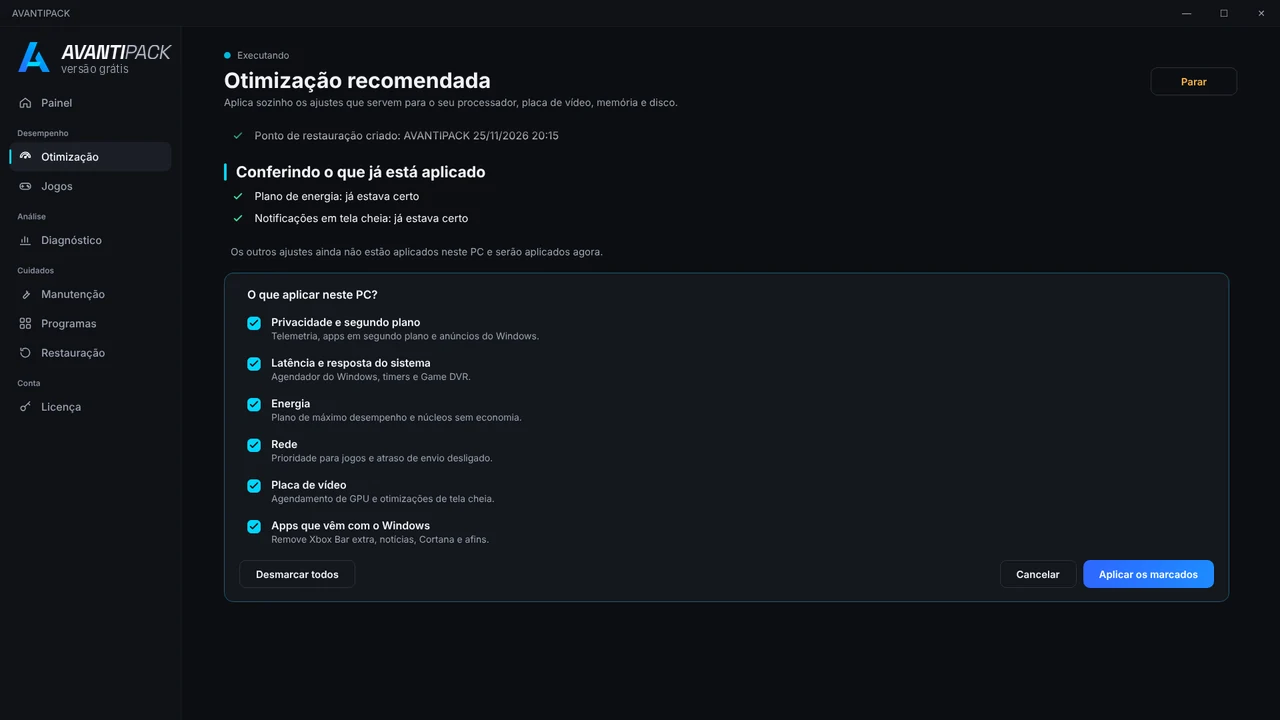 AVANTIPACK
AVANTIPACK
versão grátis
Painel
Desempenho
Otimização
Jogos
Análise
Diagnóstico
Cuidados
Manutenção
Programas
Restauração
Conta
Licença
Executando
Otimização recomendada
Parar
Aplica sozinho os ajustes que servem para o seu processador, placa de vídeo, memória e disco.
Ponto de restauração criado: AVANTIPACK 25/11/2026 20:15
Conferindo o que já está aplicado
Plano de energia: já estava certo
Notificações em tela cheia: já estava certo
Os outros ajustes ainda não estão aplicados neste PC e serão aplicados agora.
O que aplicar neste PC?
Privacidade e segundo plano
Telemetria, apps em segundo plano e anúncios do Windows.
Latência e resposta do sistema
Agendador do Windows, timers e Game DVR.
Energia
Plano de máximo desempenho e núcleos sem economia.
Rede
Prioridade para jogos e atraso de envio desligado.
Placa de vídeo
Agendamento de GPU e otimizações de tela cheia.
Apps que vêm com o Windows
Remove Xbox Bar extra, notícias, Cortana e afins.
Desmarcar todos
Cancelar
Aplicar os marcados